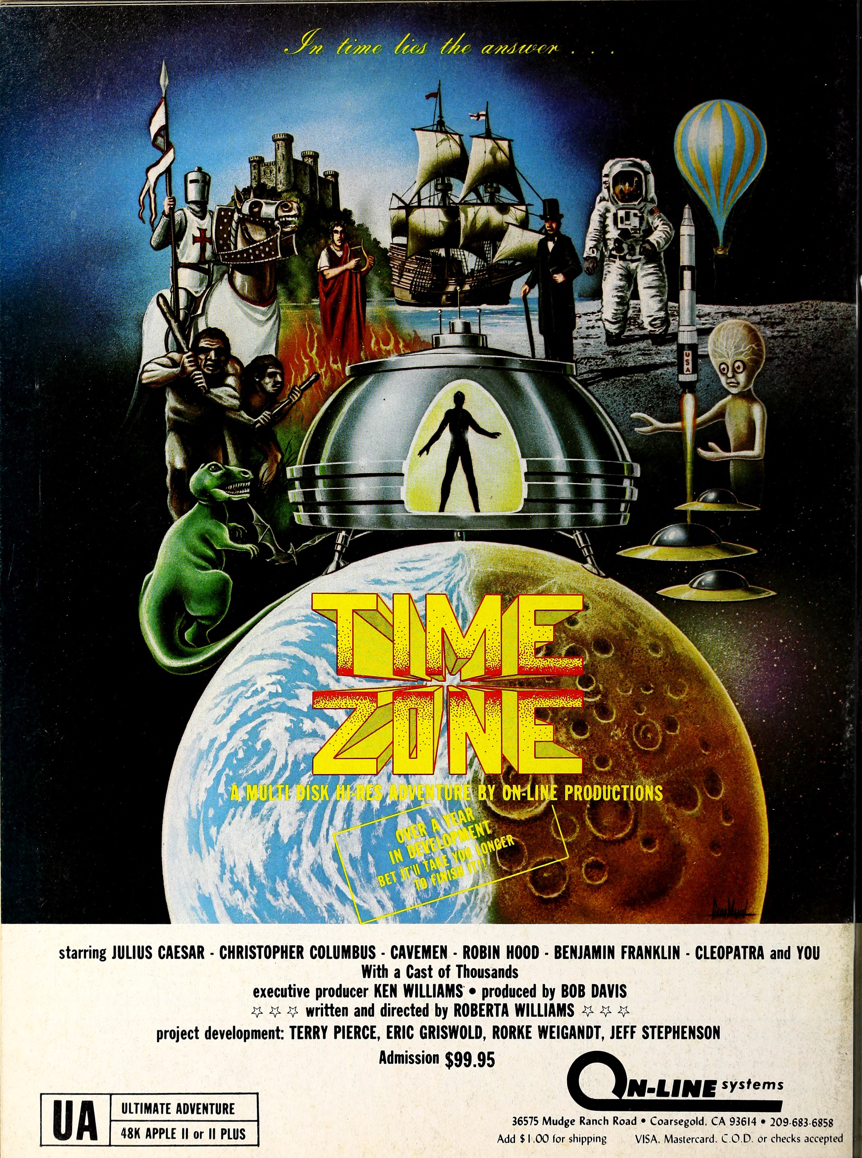 In time lies the answer . . .
USA
TIME
ZONE
A MULTI-DISK HI-RES ADVENTURE BY ON-LINE PRODUCTIONS
OVER A YEAR
IN DEVELOPMENT
BET IT'll TAKE YOU LONGER
TO FINISH IT!!
starring JULIUS CAESAR - CHRISTOPHER COLUMBUS - CAVEMEN - ROBIN HOOD - BENJAMIN FRANKLIN - CLEOPATRA and YOU
With a Cast of Thousands
executive producer KEN WILLIAMS • produced by BOB DAVIS
☆ ☆ ☆ written and directed by ROBERTA WILLIAMS ☆ ☆ ☆
project development: TERRY PIERCE, ERIC GRISWOLD, RORKE WEIGANDT, JEFF STEPHENSON
Admission $99.95
ON-LINE systems
UA
ULTIMATE ADVENTURE
48K APPLE II or II PLUS
36575 Mudge Ranch Road • Coarsegold, CA 93614 • 209-683-6858
Add $1.00 for shipping VISA, Mastercard, C.O.D. or checks accepted